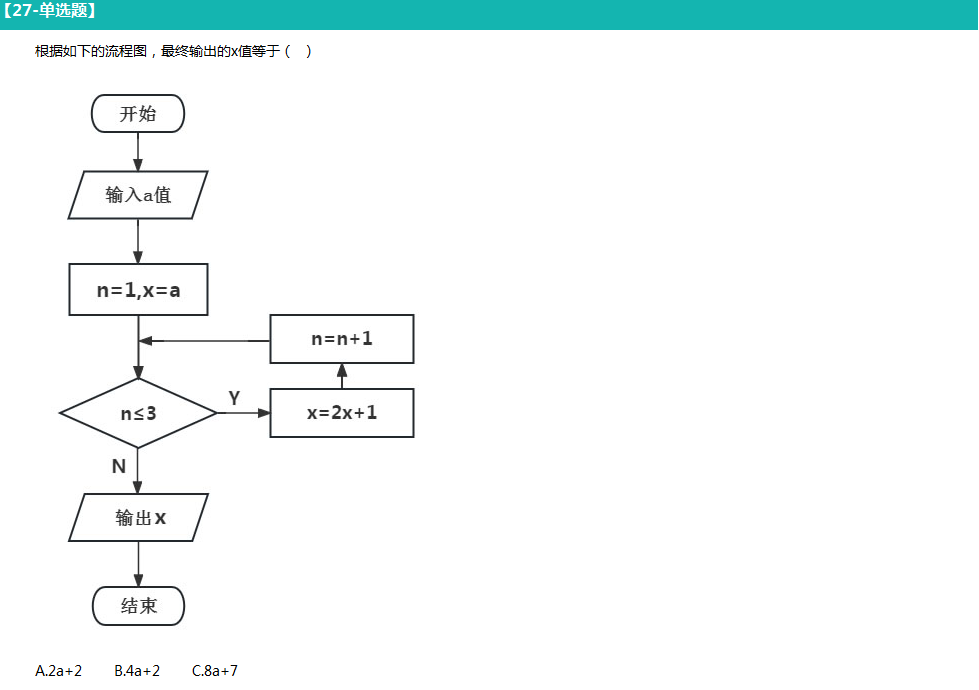 【27-单选题】
根据如下的流程图，最终输出的x值等于（　）
开始
输入a值
n=1,x=a
n=n+1
n≤3
Y
x=2x+1
N
输出x
结束
A.2a+2 B.4a+2 C.8a+7